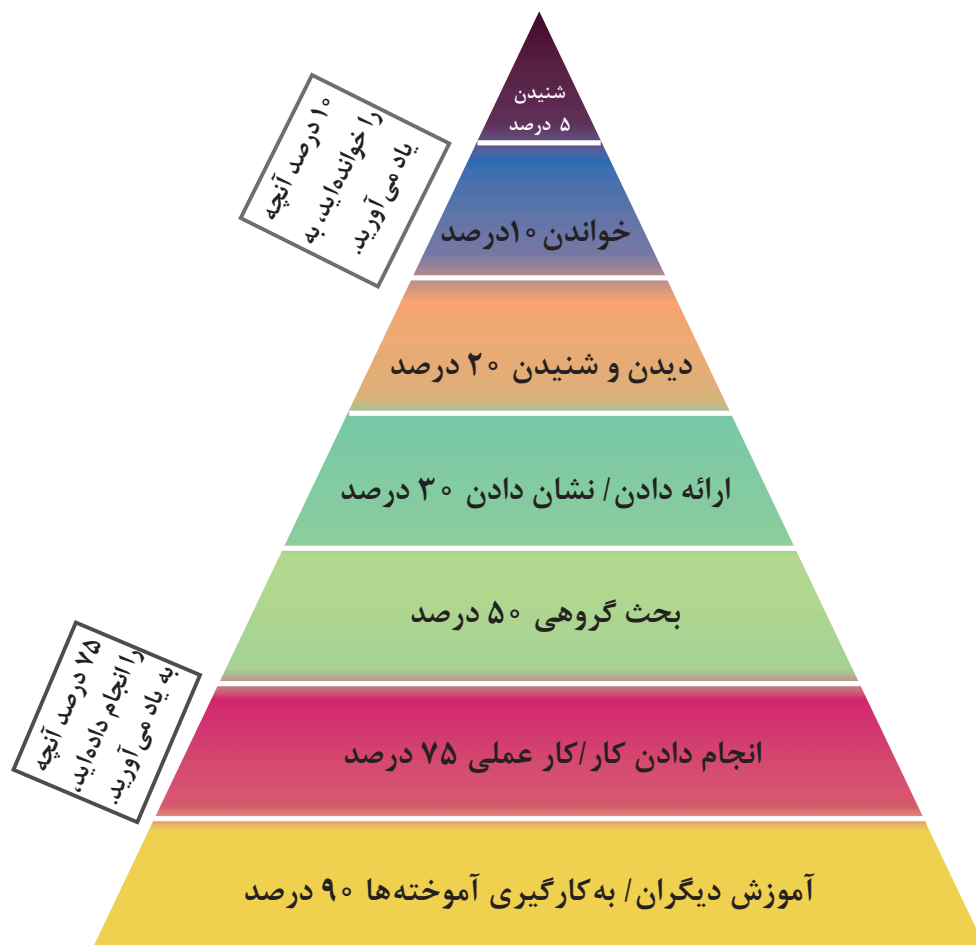 شنیدن
۵ درصد
۱۰ درصد آنچه
را خوانده‌اید، به
یاد می‌آورید.
خواندن ۱۰درصد
دیدن و شنیدن ۲۰ درصد
ارائه دادن/ نشان دادن ۳۰ درصد
بحث گروهی ۵۰ درصد
۷۵ درصد آنچه
را انجام داده‌اید،
به یاد می‌آورید.
انجام دادن کار/کار عملی ۷۵ درصد
آموزش دیگران/ به‌کارگیری آموخته‌ها ۹۰ درصد